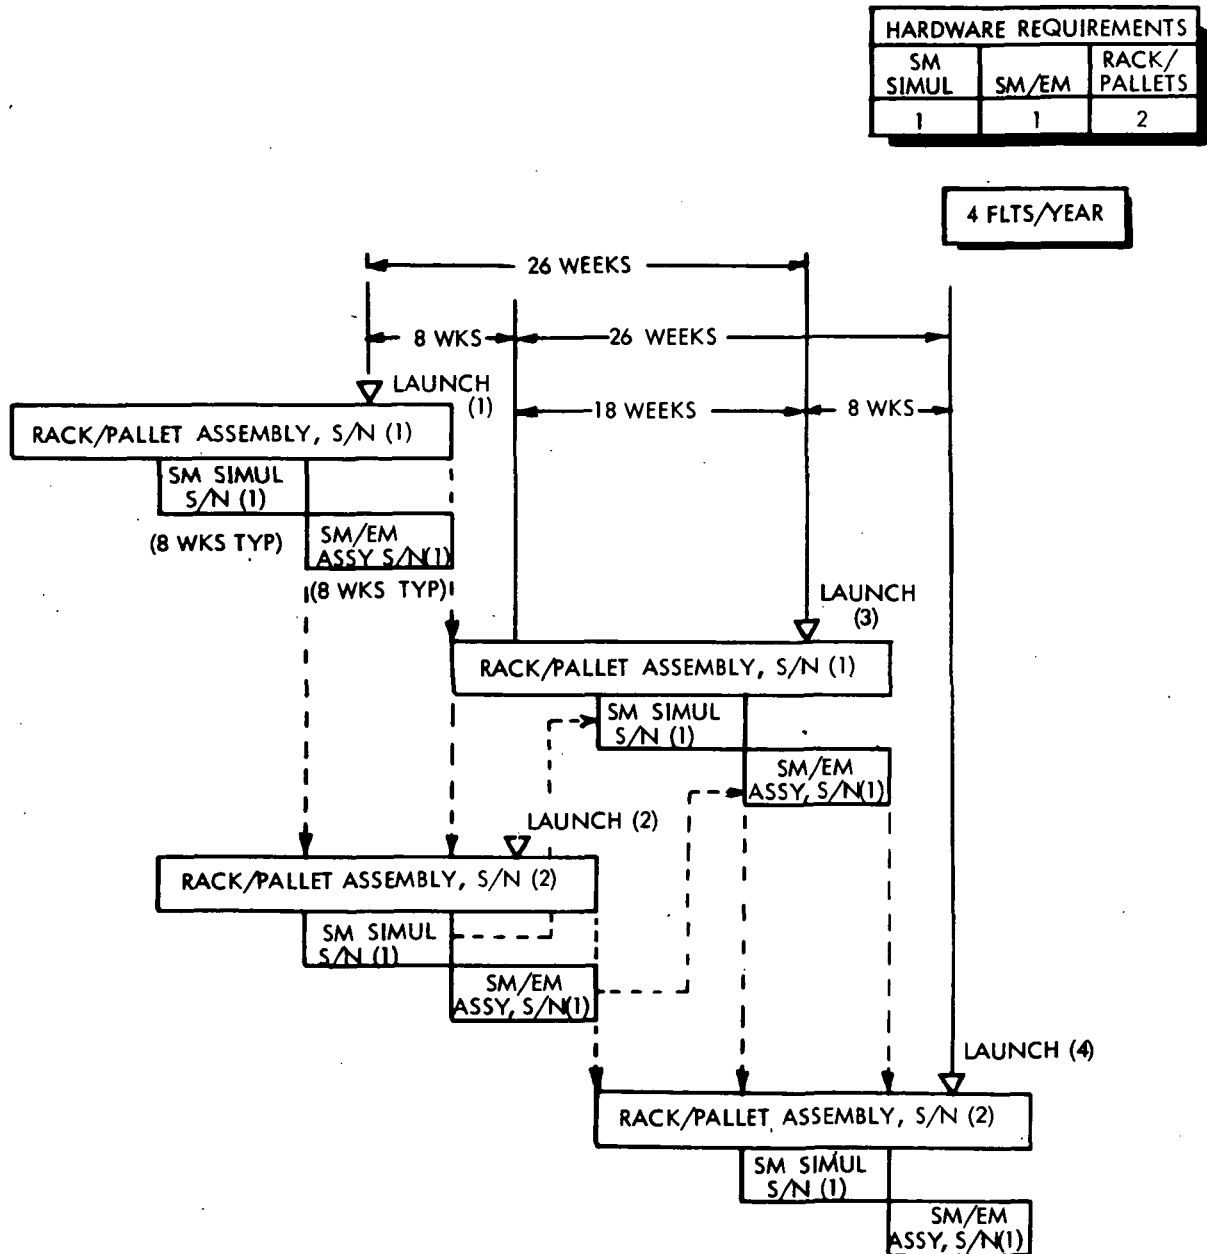 HARDWARE REQUIREMENTS
SM SIMUL
SM/EM
RACK/ PALLETS
1
1
2
4 FLTS/YEAR
26 WEEKS
8 WKS
26 WEEKS
LAUNCH (1)
18 WEEKS
8 WKS
RACK/PALLET ASSEMBLY, S/N (1)
SM SIMUL
S/N (1)
(8 WKS TYP)
SM/EM
ASSY S/N(1)
(8 WKS TYP)
LAUNCH
(3)
RACK/PALLET ASSEMBLY, S/N (1)
SM SIMUL
S/N (1)
SM/EM
ASSY, S/N(1)
LAUNCH (2)
RACK/PALLET ASSEMBLY, S/N (2)
SM SIMUL
S/N (1)
SM/EM
ASSY, S/N(1)
LAUNCH (4)
RACK/PALLET ASSEMBLY, S/N (2)
SM SIMUL
S/N (1)
SM/EM
ASSY, S/N(1)